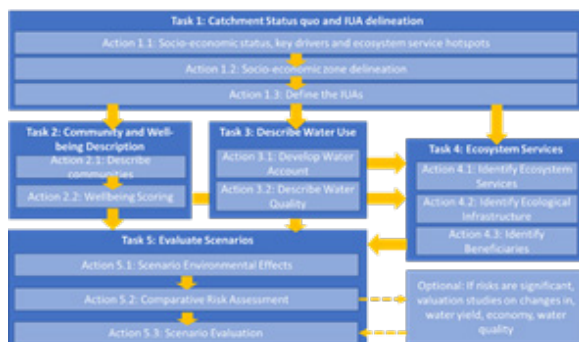 Task 1: Catchment Status quo and IUA delineation
Action 1.1: Socio-economic status, key drivers and ecosystem service hotspots
Action 1.2: Socio-economic zone delineation
Action 1.3: Define the IUAs
Task 2: Community and Well-
being Description
Action 2.1: Describe
communities
Action 2.2: Wellbeing Scoring
Task 3: Describe Water Use
Action 3.1: Develop Water
Account
Action 3.2: Describe Water
Quality
Task 4: Ecosystem Services
Action 4.1: Identify Ecosystem
Services
Action 4.2: Identify Ecological
Infrastructure
Action 4.3: Identify
Beneficiaries
Task 5: Evaluate Scenarios
Action 5.1: Scenario Environmental Effects
Action 5.2: Comparative Risk Assessment
Action 5.3: Scenario Evaluation
Optional: If risks are significant,
valuation studies on changes in,
water yield, economy, water
quality